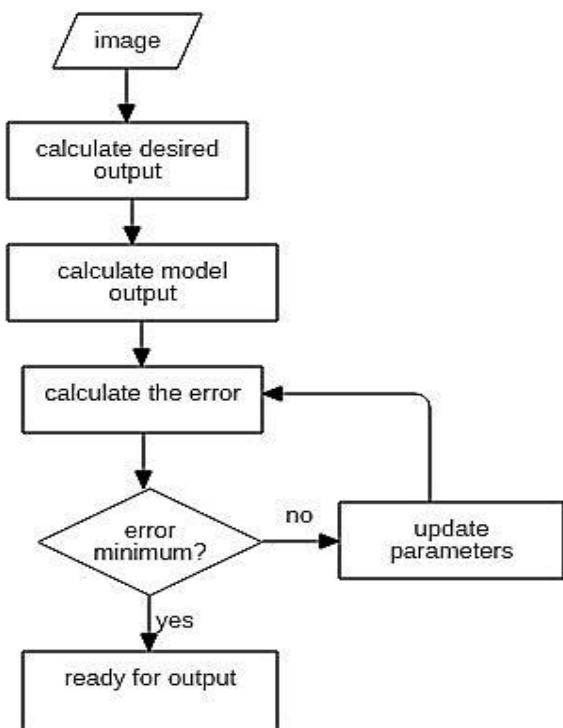 image
calculate desired
output
calculate model
output
calculate the error
error
minimum?
no
update
parameters
yes
ready for output